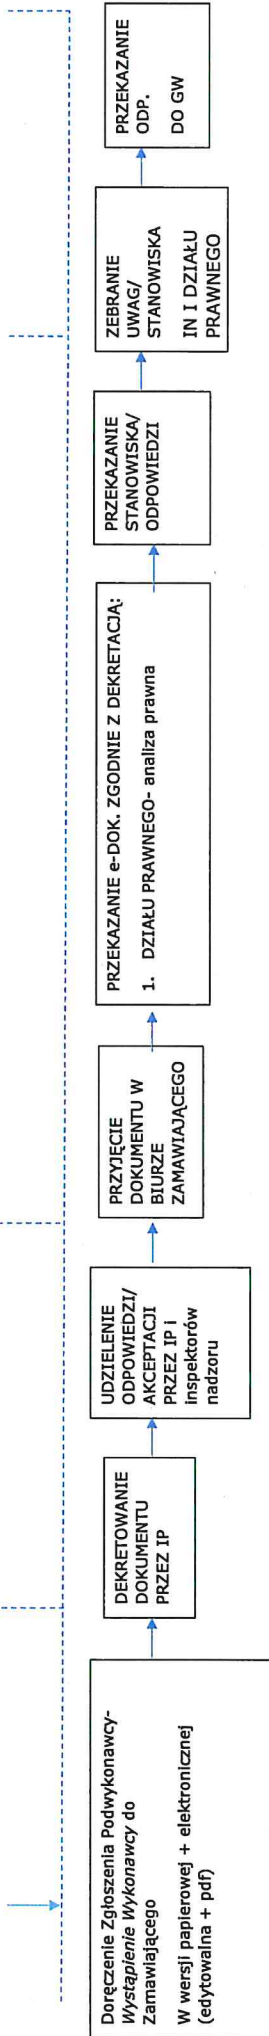 Doręczenie Zgłoszenia Podwykonawcy-
Wystąpienie Wykonawcy do
Zamawiającego
W wersji papierowej + elektronicznej
(edytowalna + pdf)
DEKRETOWANIE
DOKUMENTU
PRZEZ IP
UDZIELENIE
ODPOWIEDZI/
AKCEPTACJI
PRZEZ IP i
inspektorów
nadzoru
PRZYJĘCIE
DOKUMENTU W
BIURZE
ZAMAWIAJĄCEGO
PRZEKAZANIE e-DOK. ZGODNIE Z DEKRETACJĄ:
1. DZIAŁU PRAWNEGO- analiza prawna
PRZEKAZANIE
STANOWISKA/
ODPOWIEDZI
ZEBRANIE
UWAG/
STANOWISKA
IN I DZIAŁU
PRAWNEGO
PRZEKAZANIE
ODP.
DO GW